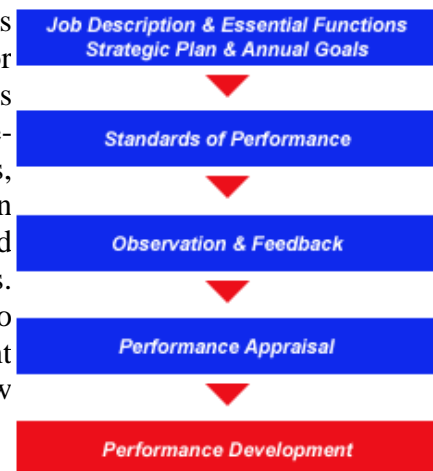 Job Description & Essential Functions
Strategic Plan & Annual Goals
Standards of Performance
Observation & Feedback
Performance Appraisal
Performance Development